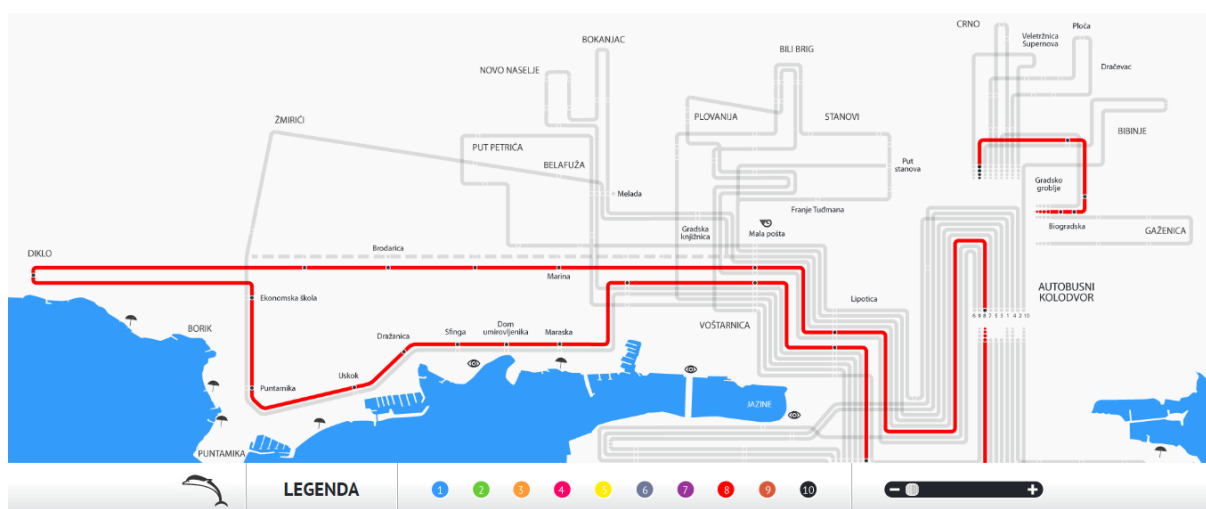 CRNO
Veletržnica
Supernova
Ploča
BOKANJAC
BILI BRIG
Dračevac
NOVO NASELJE
ŽMIRIĆI
PLOVANIJA
STANOVI
BIBINJE
PUT PETRIĆA
BELAFUŽA
Put
stanova
Melada
Gradsko
groblje
Franje Tuđmana
Gradska
knjižnica
Mala pošta
Biogradska
GAŽENICA
DIKLO
Brodarica
Marina
Ekonomska škola
Lipotica
AUTOBUSNI
KOLODVOR
BORIK
Dražanica
Sfinga
Dom
umirovljenika
Maraska
VOŠTARNICA
Uskok
Puntamika
JAZINE
PUNTAMIKA
LEGENDA
1 2 3 4 5 6 7 8 9 10